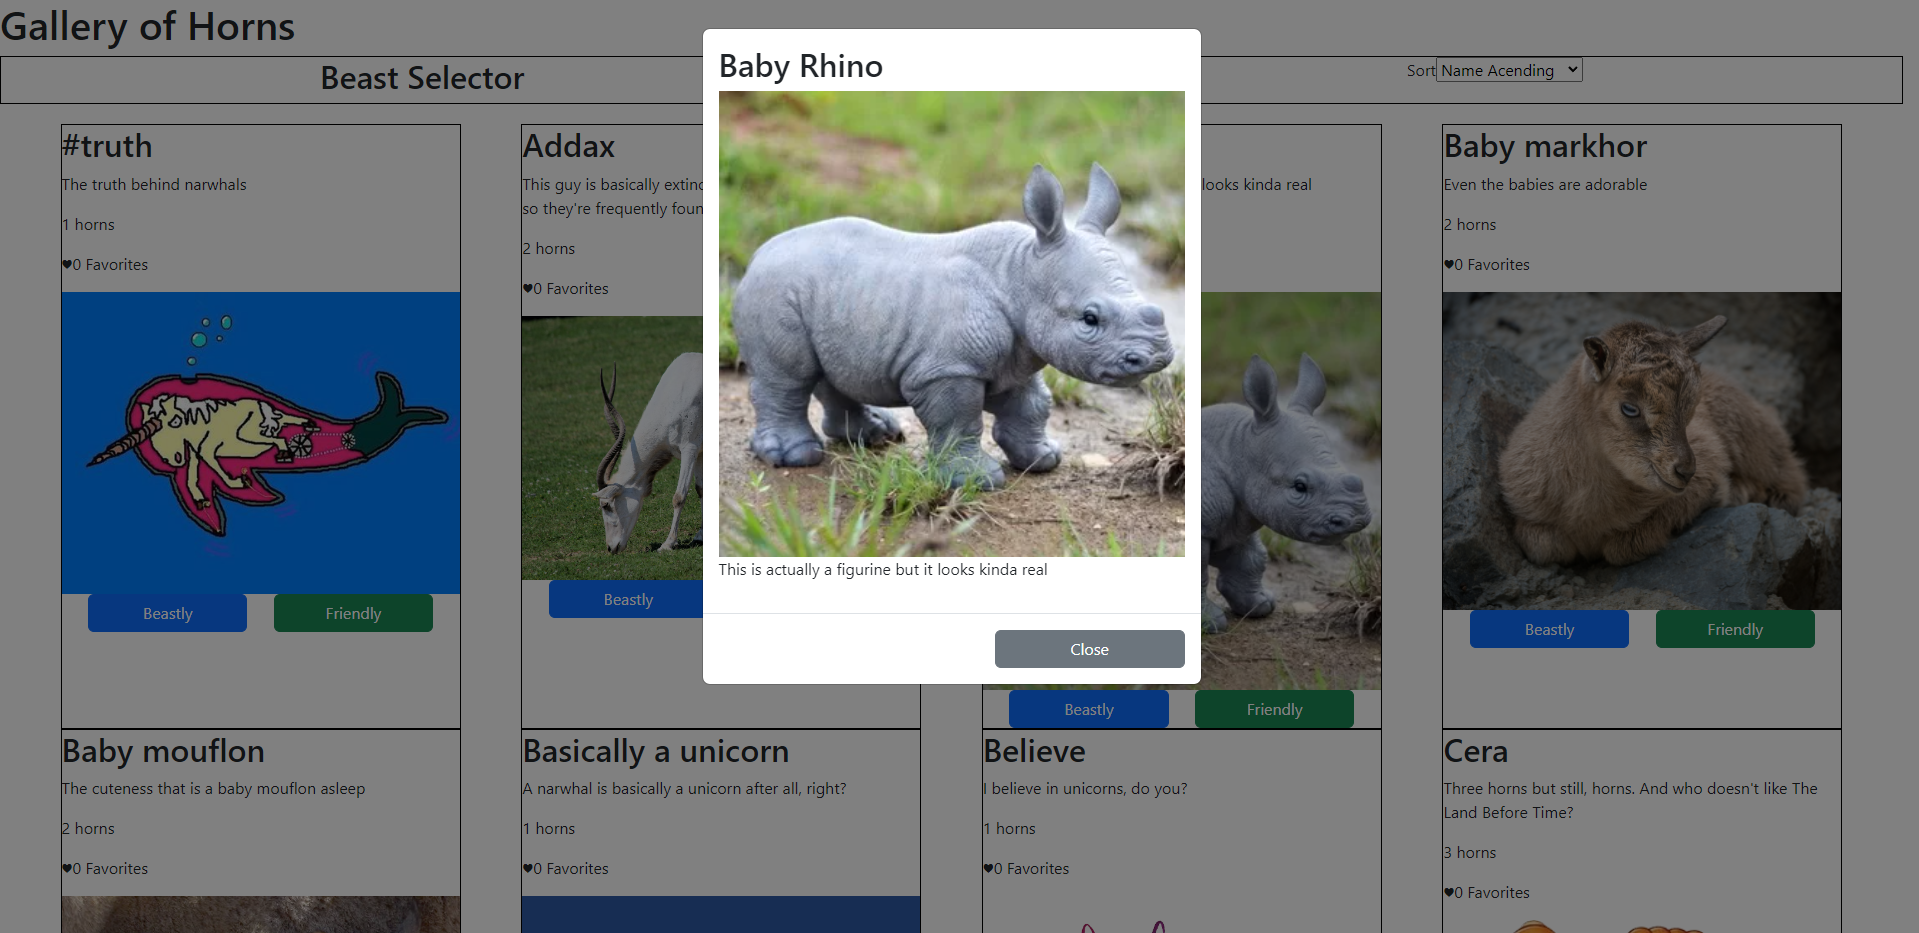 Gallery of Horns
Beast Selector
Sort Name Acending
#truth
The truth behind narwhals
1 horns
♥0 Favorites
Beastly Friendly
Addax
This guy is basically extinc
so they're frequently foun
2 horns
♥0 Favorites
Beastly
Baby Rhino
This is actually a figurine but it looks kinda real
Close
looks kinda real
Beastly Friendly
Baby markhor
Even the babies are adorable
2 horns
♥0 Favorites
Beastly Friendly
Baby mouflon
The cuteness that is a baby mouflon asleep
2 horns
♥0 Favorites
Basically a unicorn
A narwhal is basically a unicorn after all, right?
1 horns
♥0 Favorites
Believe
I believe in unicorns, do you?
1 horns
♥0 Favorites
Cera
Three horns but still, horns. And who doesn't like The
Land Before Time?
3 horns
♥0 Favorites